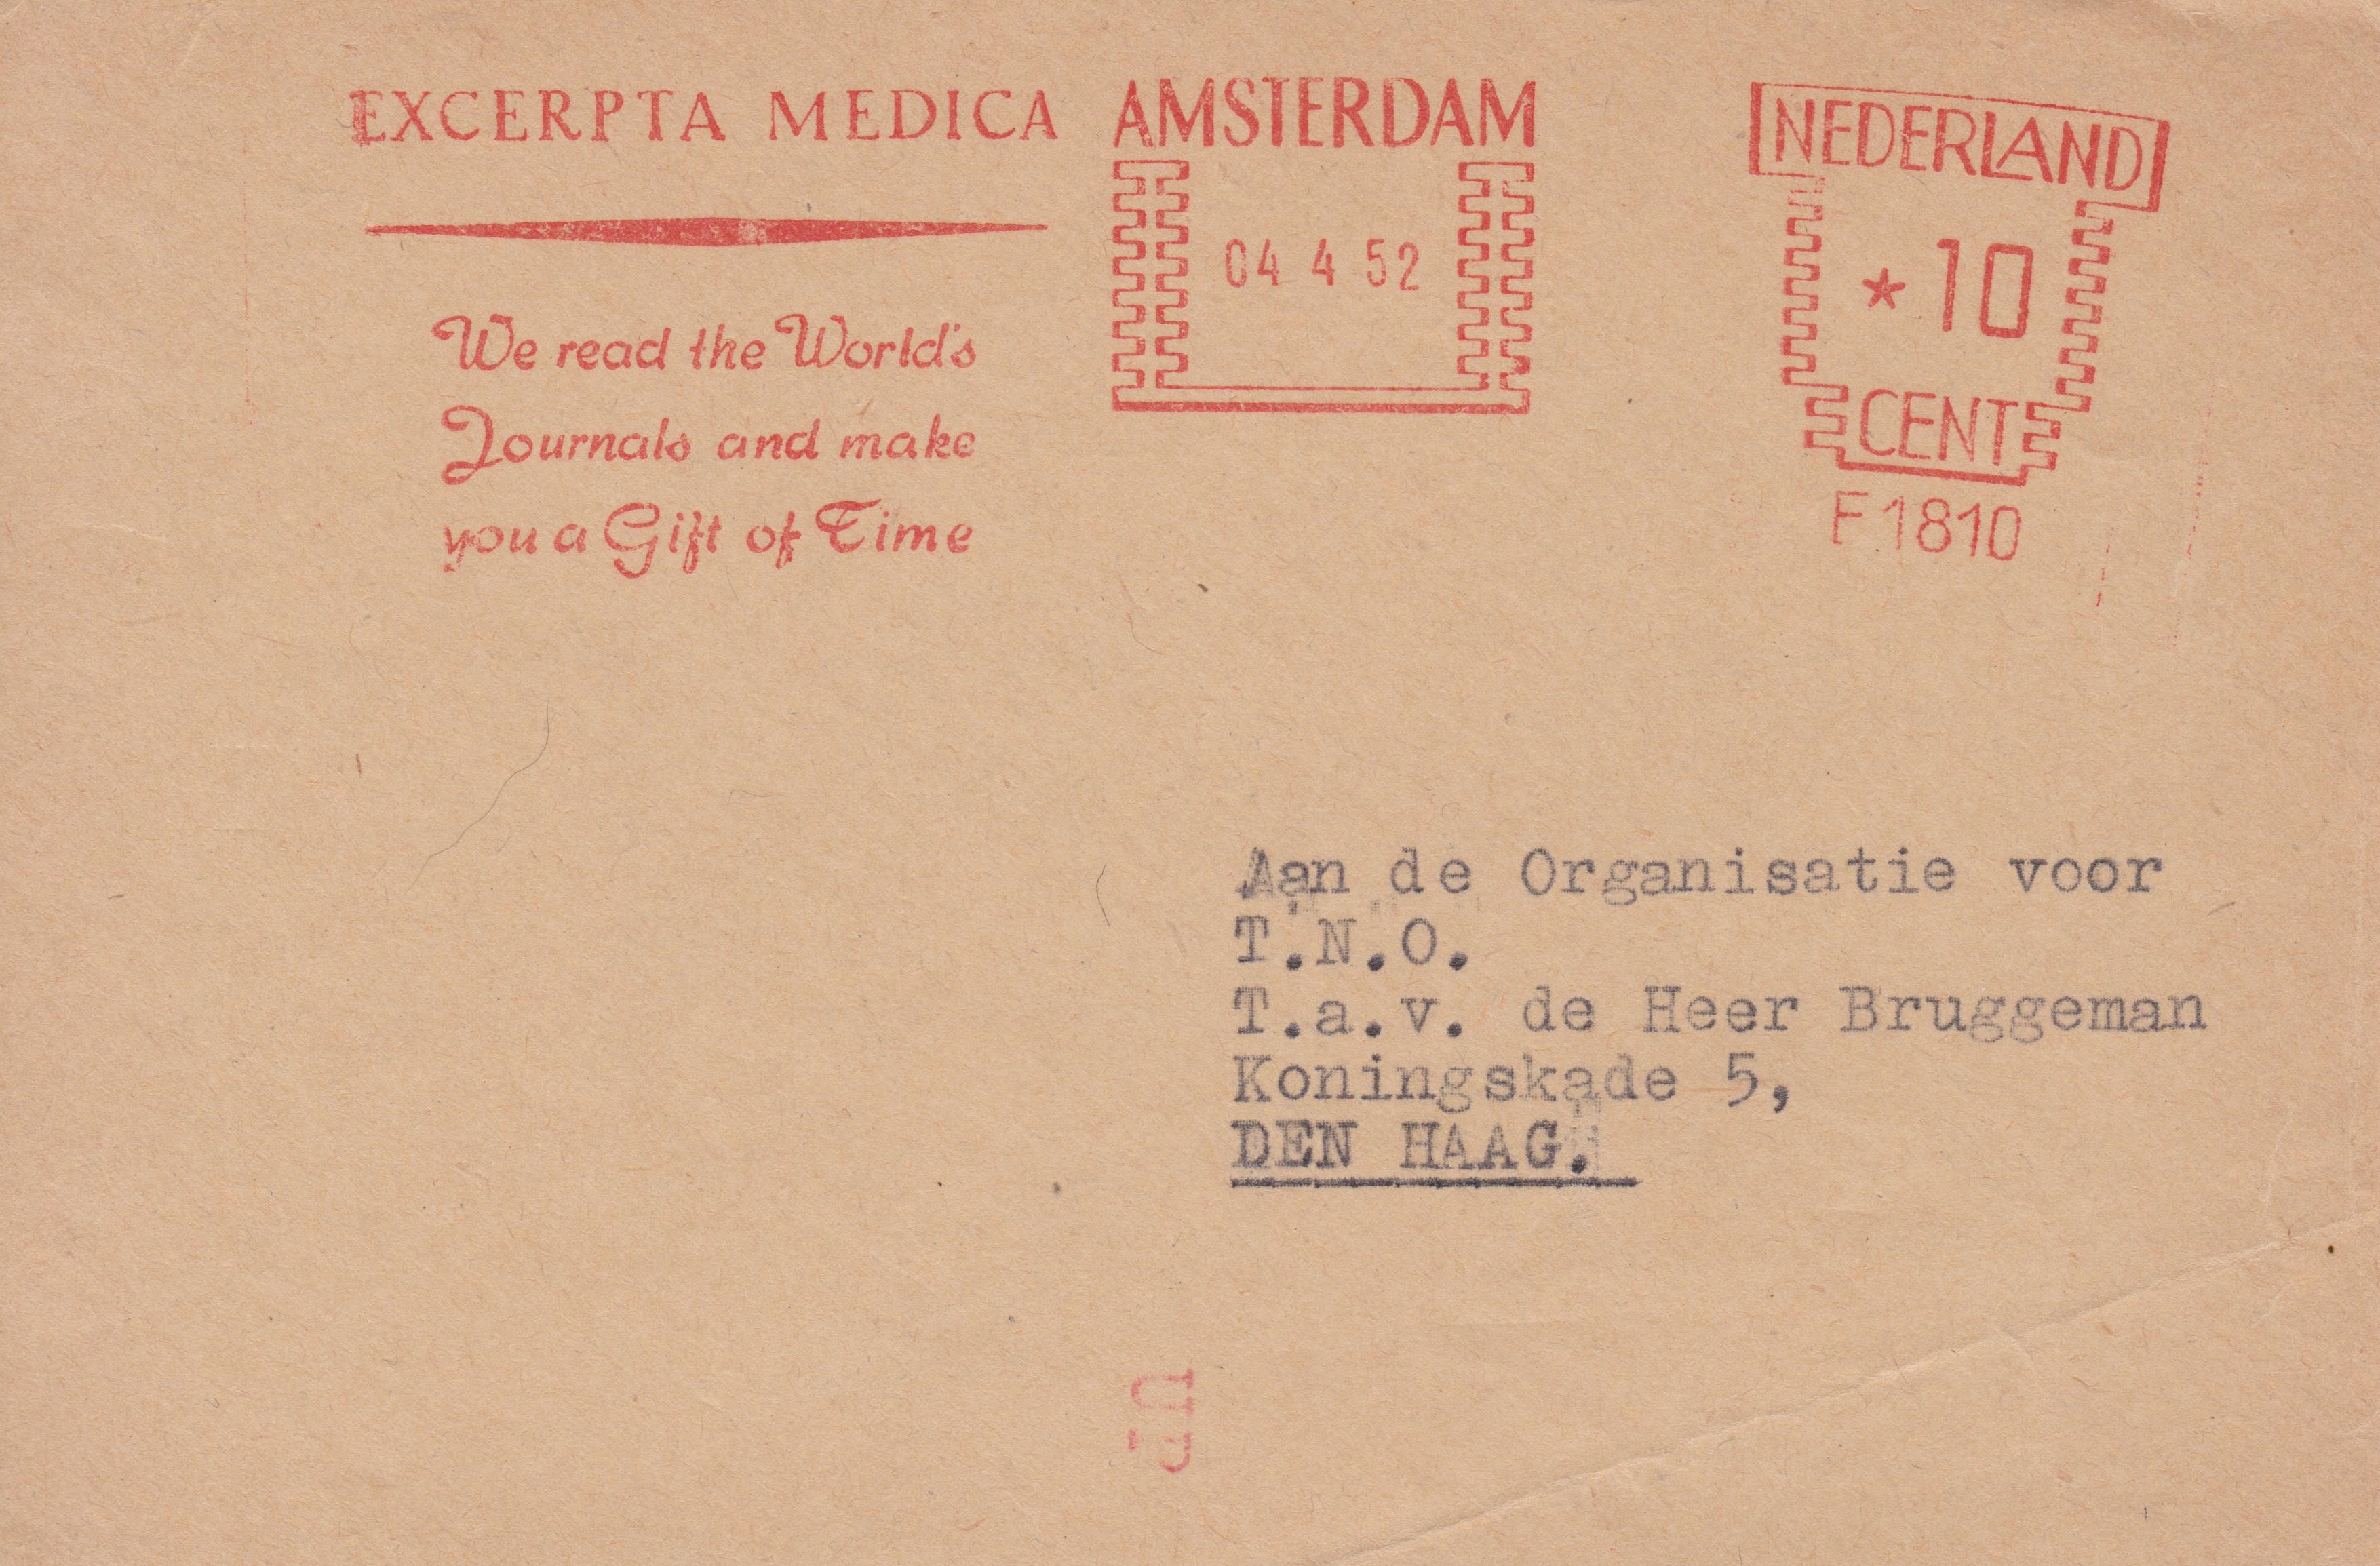 EXCERPTA MEDICA
We read the World's
Journals and make
you a Gift of Time
AMSTERDAM
04 4 52
NEDERLAND
* 10
CENT
F 1810
Aan de Organisatie voor
T.N.O.
T.a.v. de Heer Bruggeman
Koningskade 5,
DEN HAAG.